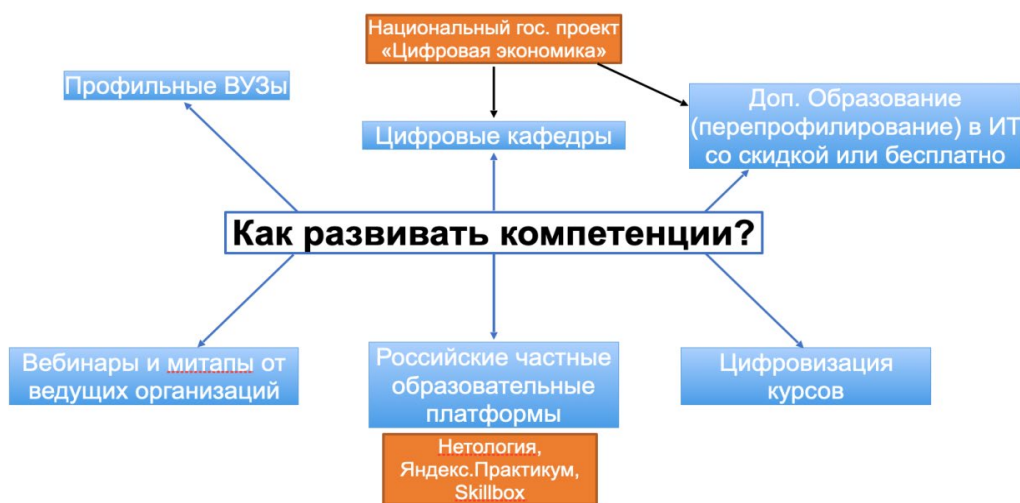 Национальный гос. проект
«Цифровая экономика»
Профильные ВУЗы
Цифровые кафедры
Доп. Образование
(перепрофилирование) в ИТ
со скидкой или бесплатно
Как развивать компетенции?
Вебинары и митапы от
ведущих организаций
Российские частные
образовательные
платформы
Нетология,
Яндекс.Практикум,
Skillbox
Цифровизация
курсов